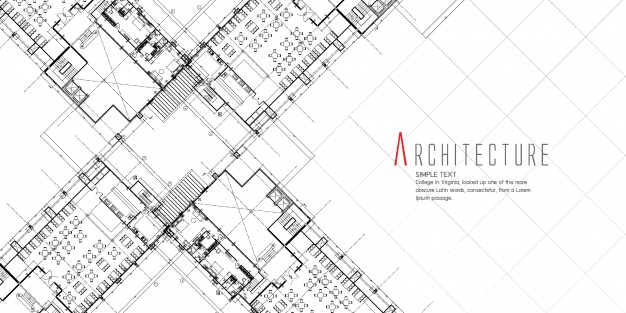 ARCHITECTURE
SIMPLE TEXT
College in Virginia, looked up one of the more
obscure Latin words, consectetur, from a Lorem
Ipsum passage.